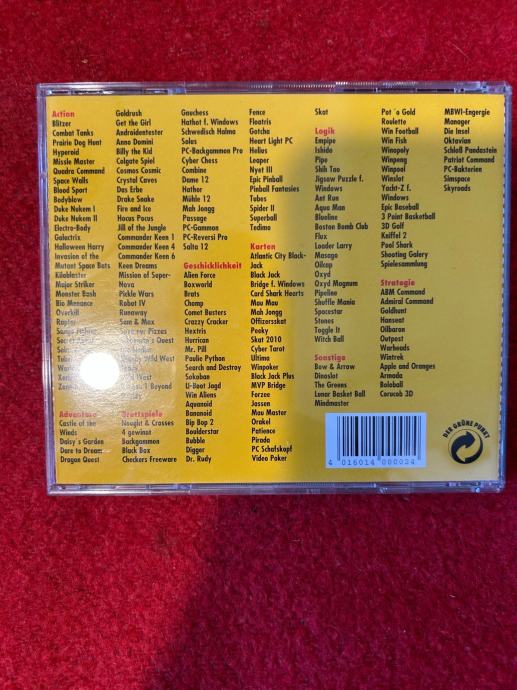 Action
Blitzer
Combat Tanks
Prairie Dog Hunt
Hyperoid
Missle Master
Quadra Command
Space Walls
Blood Sport
Bodyblow
Duke Nukem I
Duke Nukem II
Electro-Body
Galactrix
Halloween Harry
Invasion of the
Mutant Space Bats
Kiloblaster
Major Striker
Monster Bash
Bio Menace
Overkill
Raptor
Adventure
Castle of the
Winds
Daisy's Garden
Dare to Dream
Dragon Quest
Goldrush
Get the Girl
Androidentester
Anno Domini
Billy the Kid
Colgate Spiel
Cosmos Cosmic
Crystal Caves
Das Erbe
Drake Snake
Fire and Ice
Hocus Pocus
Jill of the Jungle
Commander Keen 1
Commander Keen 4
Commander Keen 6
Keen Dreams
Mission of Super-
Nova
Pickle Wars
Robot IV
Runaway
Sam & Max
Brettspiele
Nought & Crosses
4 gewinnt
Backgammon
Black Box
Checkers Freeware
Gauchess
Hathot f. Windows
Schwedisch Halma
Solus
PC-Backgammon Pro
Cyber Chess
Combine
Dame 12
Hathor
Mühle 12
Mah Jongg
Passage
PC-Gammon
PC-Reversi Pro
Salta 12
Geschicklichkeit
Alien Force
Boxworld
Brats
Chomp
Comet Busters
Crazzy Cracker
Hextris
Hurrican
Mr. Pill
Paulie Python
Search and Destroy
Sokoban
U-Boot Jagd
Win Aliens
Aquanoid
Bananoid
Bip Bop 2
Boulderstar
Bubble
Digger
Dr. Rudy
Fence
Floatris
Gotcha
Heart Light PC
Helius
Leaper
Nyet III
Epic Pinball
Pinball Fantasies
Tubes
Spider II
Superball
Tedimo
Karten
Atlantic City Black-
Jack
Black Jack
Bridge f. Windows
Curd Shark Hearts
Mau Mau
Mah Jongg
Offizersskat
Pooky
Skat 2010
Cyber Tarot
Ultima
Winpoker
Black Jack Plus
MVP Bridge
Forzee
Jassen
Mau Master
Orakel
Patience
Pirado
PC Schafskopf
Video Poker
Skat
Logik
Empire
Ishido
Pipe
Shih Tao
Jigsaw Puzzle f.
Windows
Ant Run
Aqua Man
Blueline
Boston Bomb Club
Flux
Loader Larry
Masago
Oilcap
Oxyd
Oxyd Magnum
Pipeline
Shuffle Mania
Spacestar
Stones
Toggle It
Witch Ball
Sonstige
Bow & Arrow
Dinoslot
The Greens
Lunar Basket Ball
Mindmaster
Pot 'o Gold
Roulette
Win Football
Win Fish
Winopoly
Winpeng
Winpool
Winslot
Yacht-Z f.
Windows
Epic Baseball
3 Point Basketball
3D Golf
Kniffel 2
Pool Shark
Shooting Galery
Spielesammlung
Strategie
ABM Command
Admiral Command
Goldhunt
Hanseat
Oilbaron
Outpost
Warheads
Wintrek
Apple and Oranges
Armada
Boloball
Corucob 3D
MBWI-Engergie
Manager
Die Insel
Oktavian
Schloß Pandastein
Patriot Command
PC-Bakterien
Simspace
Skyroads
4 016014 000034
DER GRÜNE PUNKT